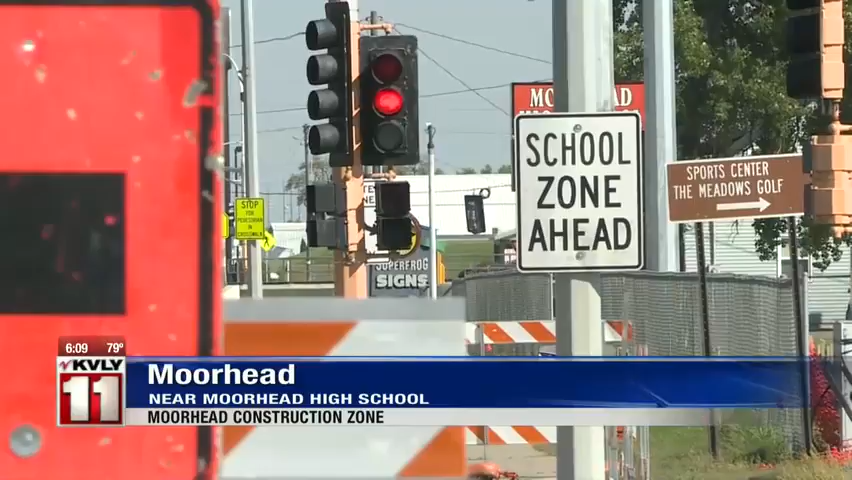 MOORHEAD
SCHOOL
ZONE
AHEAD
SPORTS CENTER
THE MEADOWS GOLF
STOP
FOR
PEDESTRIAN
IN
CROSSWALK
SUPERFROG
SIGNS
6:09 79°
KVLY
11
Moorhead
NEAR MOORHEAD HIGH SCHOOL
MOORHEAD CONSTRUCTION ZONE